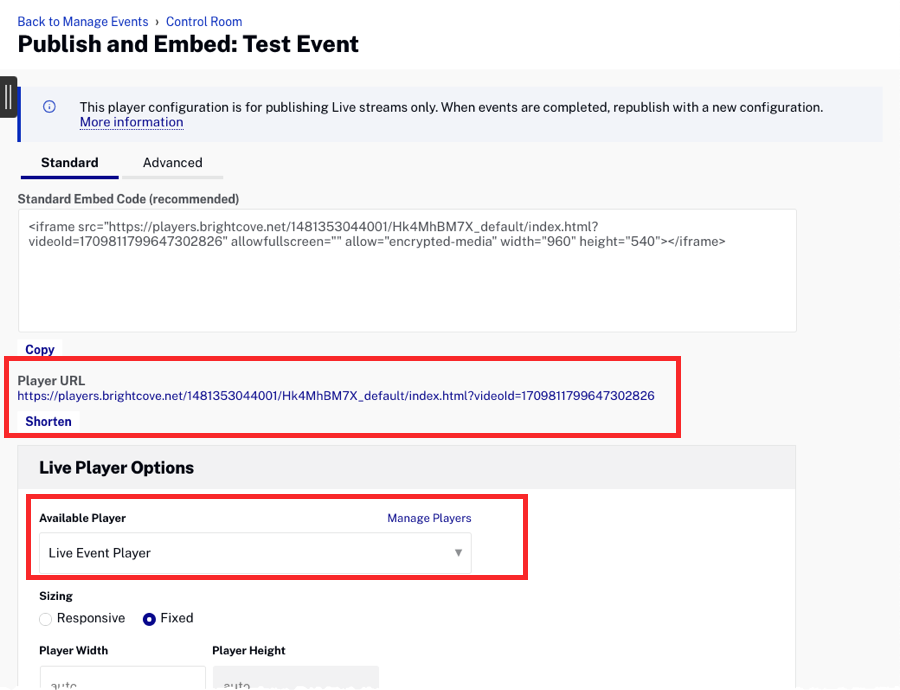 Back to Manage Events › Control Room
Publish and Embed: Test Event
This player configuration is for publishing Live streams only. When events are completed, republish with a new configuration.
More information
Standard Advanced
Standard Embed Code (recommended)
<iframe src="https://players.brightcove.net/1481353044001/Hk4MhBM7X_default/index.html?
videoId=1709811799647302826" allowfullscreen="" allow="encrypted-media" width="960" height="540"></iframe>
Copy
Player URL
https://players.brightcove.net/1481353044001/Hk4MhBM7X_default/index.html?videoId=1709811799647302826
Shorten
Live Player Options
Available Player Manage Players
Live Event Player
Sizing
Responsive Fixed
Player Width Player Height
auto auto